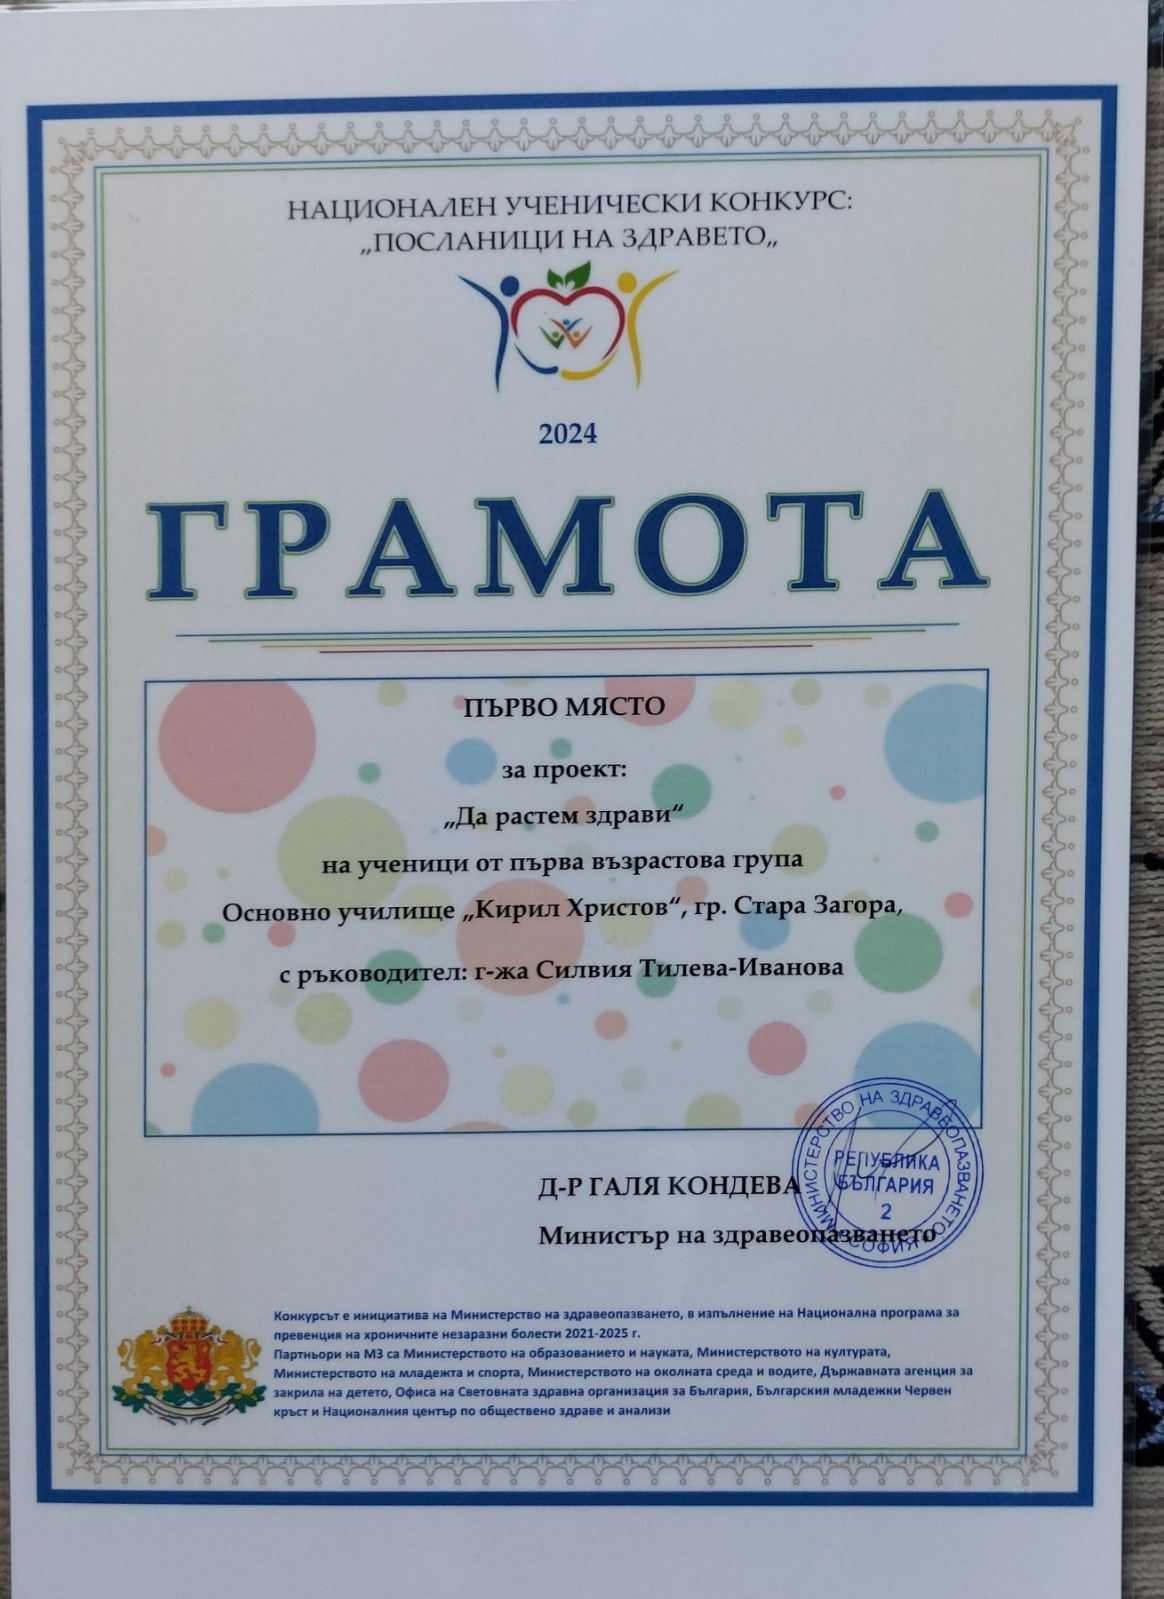 НАЦИОНАЛЕН УЧЕНИЧЕСКИ КОНКУРС:
„ПОСЛАНИЦИ НА ЗДРАВЕТО„
2024
ГРАМОТА
ПЪРВО МЯСТО
за проект:
„Да растем здрави“
на ученици от първа възрастова група
Основно училище „Кирил Христов“, гр. Стара Загора,
с ръководител: г-жа Силвия Тилева-Иванова
Д-Р ГАЛЯ КОНДЕВА
Министър на здравеопазването
МИНИСТЕРСТВО НА ЗДРАВЕОПАЗВАНЕТО
СОФИЯ
РЕПУБЛИКА
БЪЛГАРИЯ
2
Конкурсът е инициатива на Министерство на здравеопазването, в изпълнение на Национална програма за
превенция на хроничните незаразни болести 2021-2025 г.
Партньори на МЗ са Министерството на образованието и науката, Министерството на културата,
Министерството на младежта и спорта, Министерството на околната среда и водите, Държавната агенция за
закрила на детето, Офиса на Световната здравна организация за България, Българския младежки Червен
кръст и Националния център по обществено здраве и анализи